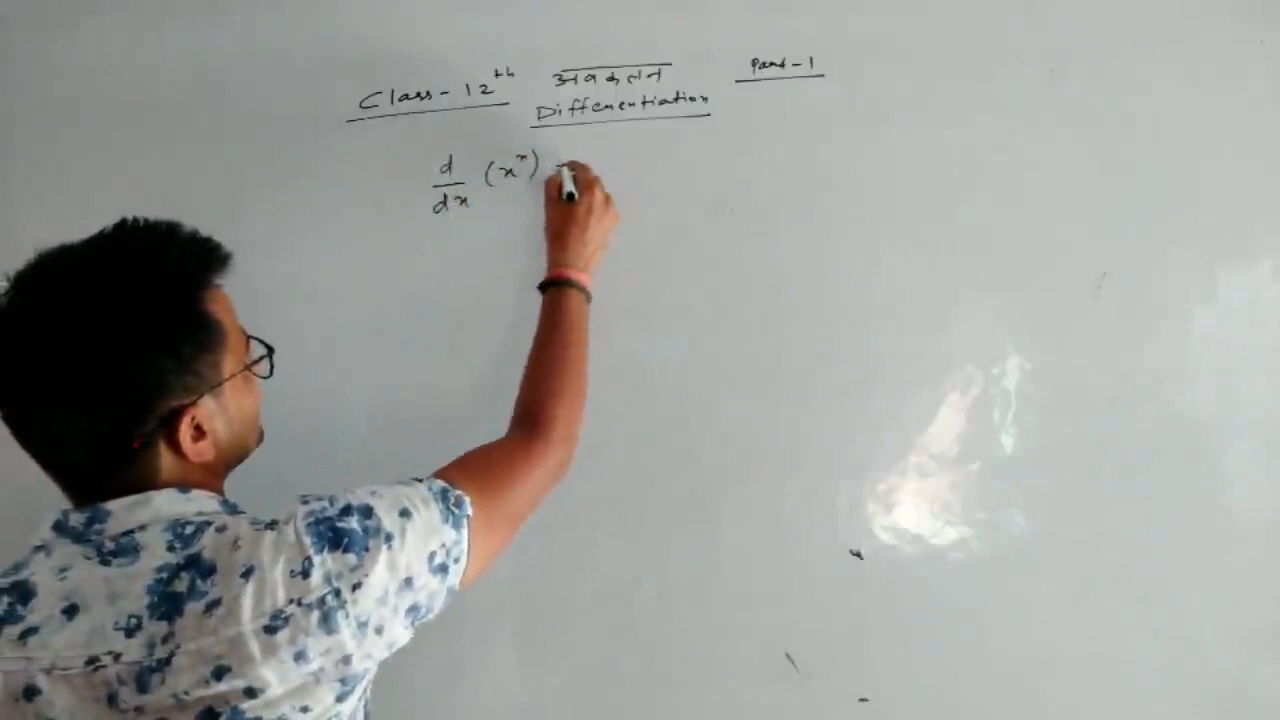 Class-12th अवकलन Part-1
Differentiation
d/dx (x^x) =